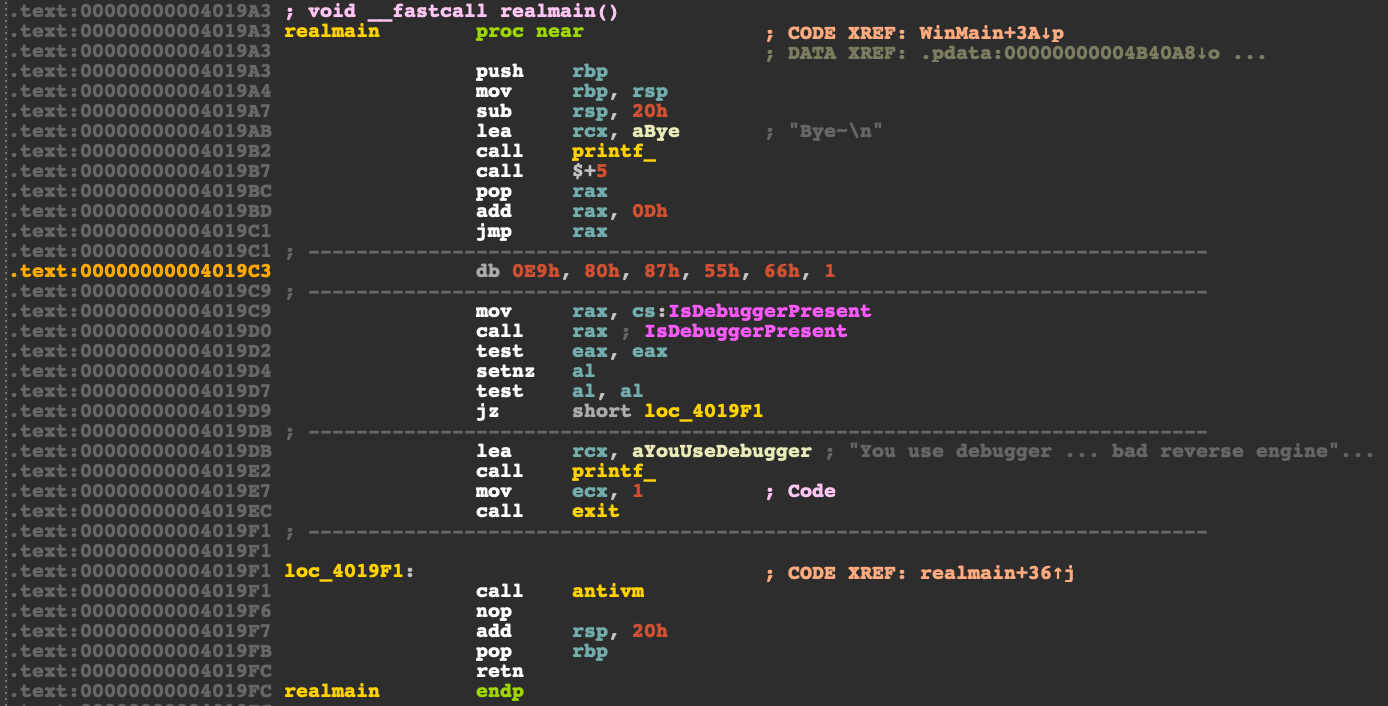 .text:00000000004019A3 ; void __fastcall realmain()
.text:00000000004019A3 realmain proc near ; CODE XREF: WinMain+3A↓p
.text:00000000004019A3 ; DATA XREF: .pdata:00000000004B40A8↓o ...
.text:00000000004019A3 push rbp
.text:00000000004019A4 mov rbp, rsp
.text:00000000004019A7 sub rsp, 20h
.text:00000000004019AB lea rcx, aBye ; "Bye~\n"
.text:00000000004019B2 call printf_
.text:00000000004019B7 call $+5
.text:00000000004019BC pop rax
.text:00000000004019BD add rax, 0Dh
.text:00000000004019C1 jmp rax
.text:00000000004019C1 ; ---------------------------------------------------------------------------
.text:00000000004019C3 db 0E9h, 80h, 87h, 55h, 66h, 1
.text:00000000004019C9 ; ---------------------------------------------------------------------------
.text:00000000004019C9 mov rax, cs:IsDebuggerPresent
.text:00000000004019D0 call rax ; IsDebuggerPresent
.text:00000000004019D2 test eax, eax
.text:00000000004019D4 setnz al
.text:00000000004019D7 test al, al
.text:00000000004019D9 jz short loc_4019F1
.text:00000000004019DB ; ---------------------------------------------------------------------------
.text:00000000004019DB lea rcx, aYouUseDebugger ; "You use debugger ... bad reverse engine"...
.text:00000000004019E2 call printf_
.text:00000000004019E7 mov ecx, 1 ; Code
.text:00000000004019EC call exit
.text:00000000004019F1 ; ---------------------------------------------------------------------------
.text:00000000004019F1
.text:00000000004019F1 loc_4019F1: ; CODE XREF: realmain+36↑j
.text:00000000004019F1 call antivm
.text:00000000004019F6 nop
.text:00000000004019F7 add rsp, 20h
.text:00000000004019FB pop rbp
.text:00000000004019FC retn
.text:00000000004019FC realmain endp